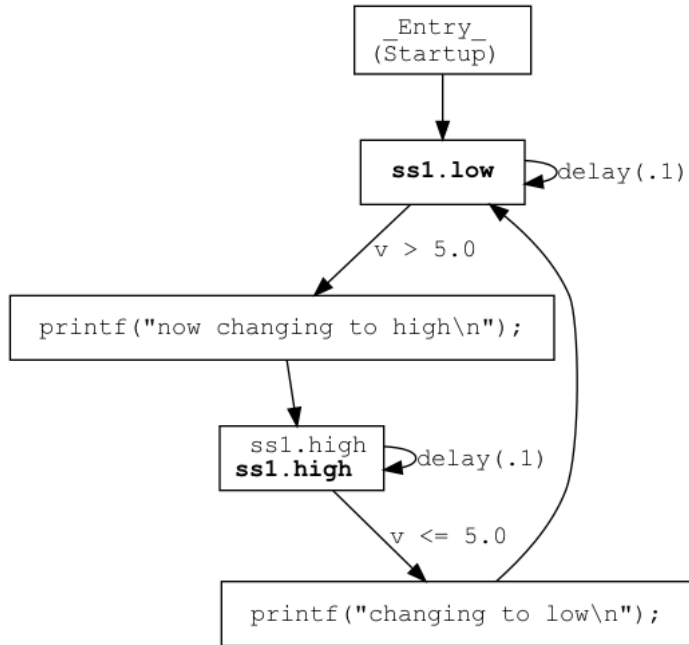 _Entry_
(Startup)
ss1.low
delay(.1)
v > 5.0
printf("now changing to high\n");
ss1.high
ss1.high
delay(.1)
v <= 5.0
printf("changing to low\n");